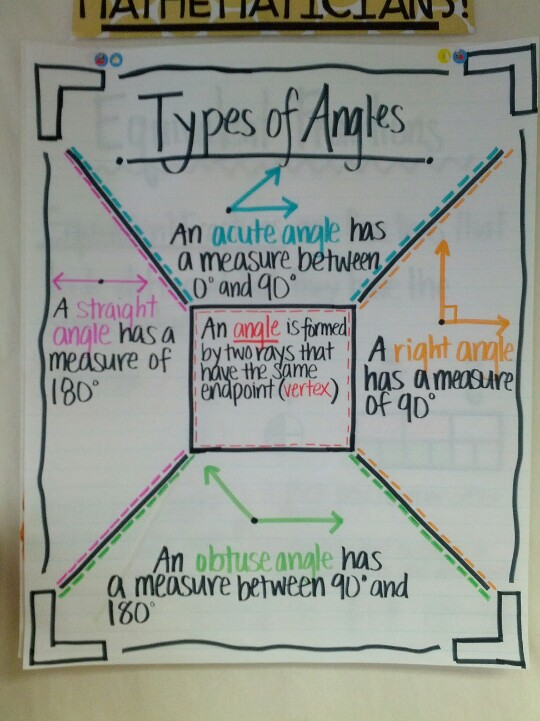 MATHEMATICIANS!
Types of Angles
An acute angle has
a measure between
0° and 90°
A straight
angle has a
measure of
180°
An angle is formed
by two rays that
have the same
endpoint (vertex)
A right angle
has a measure
of 90°
An obtuse angle has
a measure between 90° and
180°